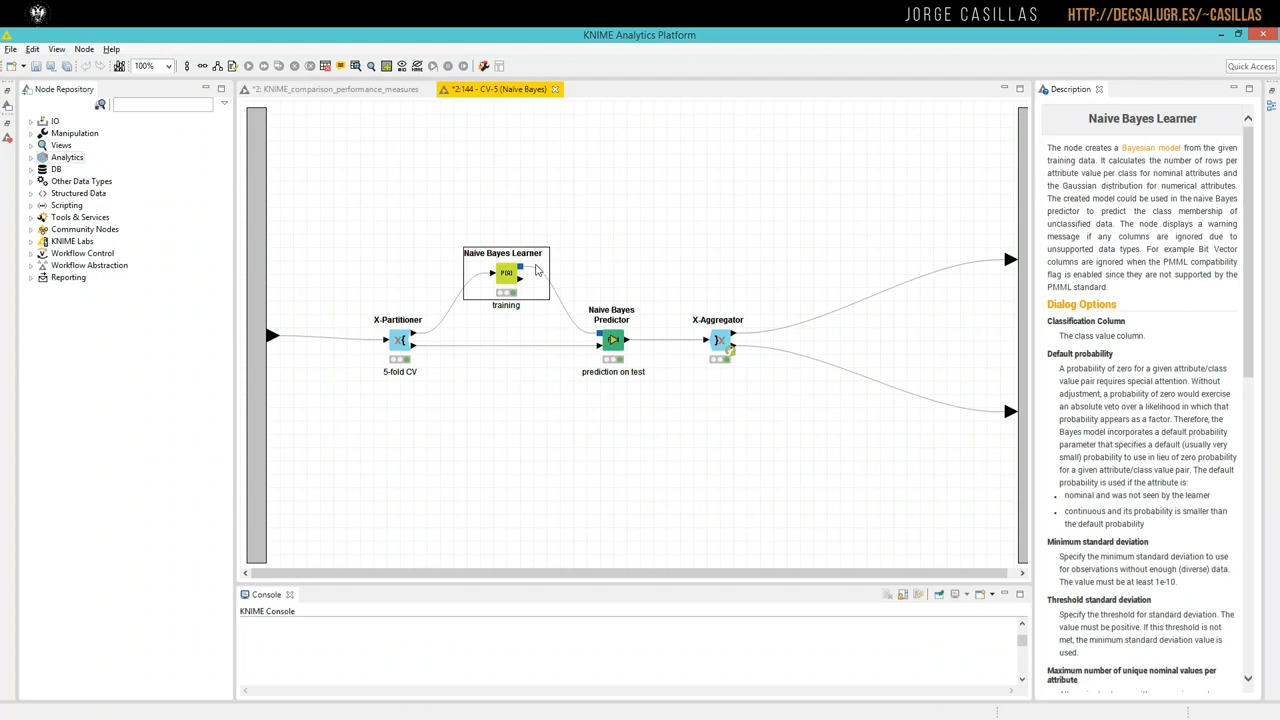 JORGE CASILLAS HTTP://DECSAI.UGR.ES/~CASILLAS
KNIME Analytics Platform
File Edit View Node Help
100%
Quick Access
Node Repository
*2: KNIME_comparison_performance_measures
*2:144 - CV-5 (Naïve Bayes)
Description
IO
Manipulation
Views
Analytics
DB
Other Data Types
Structured Data
Scripting
Tools & Services
Community Nodes
KNIME Labs
Workflow Control
Workflow Abstraction
Reporting
Naive Bayes Learner
training
X-Partitioner
5-fold CV
Naive Bayes
Predictor
prediction on test
X-Aggregator
Console
KNIME Console
Naive Bayes Learner
The node creates a Bayesian model from the given
training data. It calculates the number of rows per
attribute value per class for nominal attributes and
the Gaussian distribution for numerical attributes.
The created model could be used in the naive Bayes
predictor to predict the class membership of
unclassified data. The node displays a warning
message if any columns are ignored due to
unsupported data types. For example Bit Vector
columns are ignored when the PMML compatibility
flag is enabled since they are not supported by the
PMML standard.
Dialog Options
Classification Column
The class value column.
Default probability
A probability of zero for a given attribute/class
value pair requires special attention. Without
adjustment, a probability of zero would exercise
an absolute veto over a likelihood in which that
probability appears as a factor. Therefore, the
Bayes model incorporates a default probability
parameter that specifies a default (usually very
small) probability to use in lieu of zero probability
for a given attribute/class value pair. The default
probability is used if the attribute is:
nominal and was not seen by the learner
continuous and its probability is smaller than
the default probability
Minimum standard deviation
Specify the minimum standard deviation to use
for observations without enough (diverse) data.
The value must be at least 1e-10.
Threshold standard deviation
Specify the threshold for standard deviation. The
value must be positive. If this threshold is not
met, the minimum standard deviation value is
used.
Maximum number of unique nominal values per
attribute